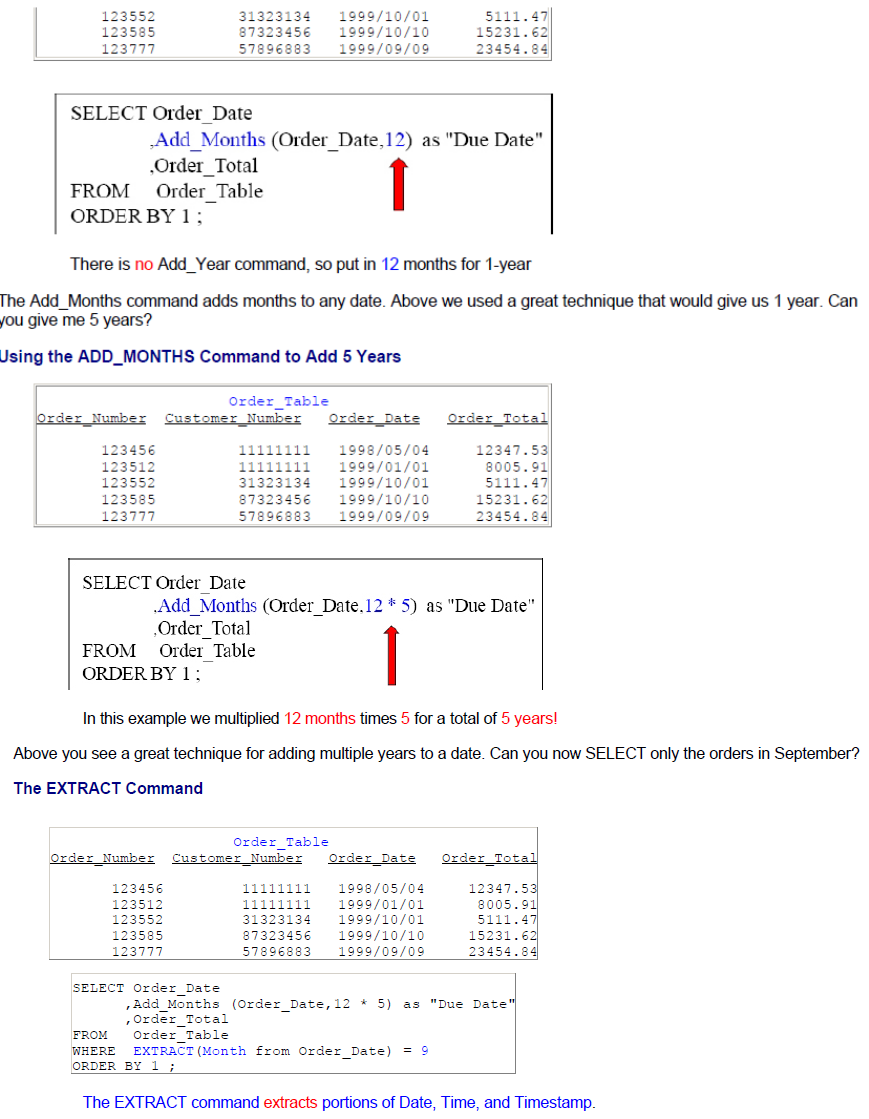 123552 31323134 1999/10/01 5111.47
123585 87323456 1999/10/10 15231.62
123777 57896883 1999/09/09 23454.84
SELECT Order_Date
,Add_Months (Order_Date,12) as "Due Date"
,Order_Total
FROM Order_Table
ORDER BY 1 ;
There is no Add_Year command, so put in 12 months for 1-year
The Add_Months command adds months to any date. Above we used a great technique that would give us 1 year. Can
you give me 5 years?
Using the ADD_MONTHS Command to Add 5 Years
Order_Table
Order_Number Customer_Number Order_Date Order_Total
123456 11111111 1998/05/04 12347.53
123512 11111111 1999/01/01 8005.91
123552 31323134 1999/10/01 5111.47
123585 87323456 1999/10/10 15231.62
123777 57896883 1999/09/09 23454.84
SELECT Order_Date
,Add_Months (Order_Date,12 * 5) as "Due Date"
,Order_Total
FROM Order_Table
ORDER BY 1 ;
In this example we multiplied 12 months times 5 for a total of 5 years!
Above you see a great technique for adding multiple years to a date. Can you now SELECT only the orders in September?
The EXTRACT Command
Order_Table
Order_Number Customer_Number Order_Date Order_Total
123456 11111111 1998/05/04 12347.53
123512 11111111 1999/01/01 8005.91
123552 31323134 1999/10/01 5111.47
123585 87323456 1999/10/10 15231.62
123777 57896883 1999/09/09 23454.84
SELECT Order_Date
,Add_Months (Order_Date,12 * 5) as "Due Date"
,Order_Total
FROM Order_Table
WHERE EXTRACT(Month from Order_Date) = 9
ORDER BY 1 ;
The EXTRACT command extracts portions of Date, Time, and Timestamp.